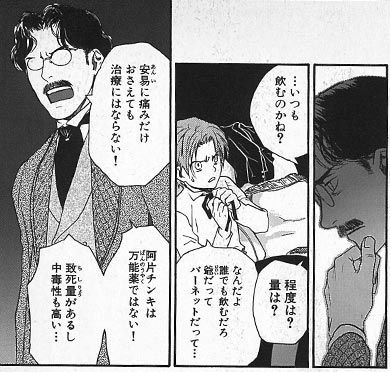 …いつも
飲むのかね？
程度は？
量は？
なんだよ
誰でも飲むだろ
爺だって
バーネットだって…
安易に痛みだけ
おさえても
治療にはならない！
阿片チンキは
万能薬ではない！
致死量があるし
中毒性も高い…